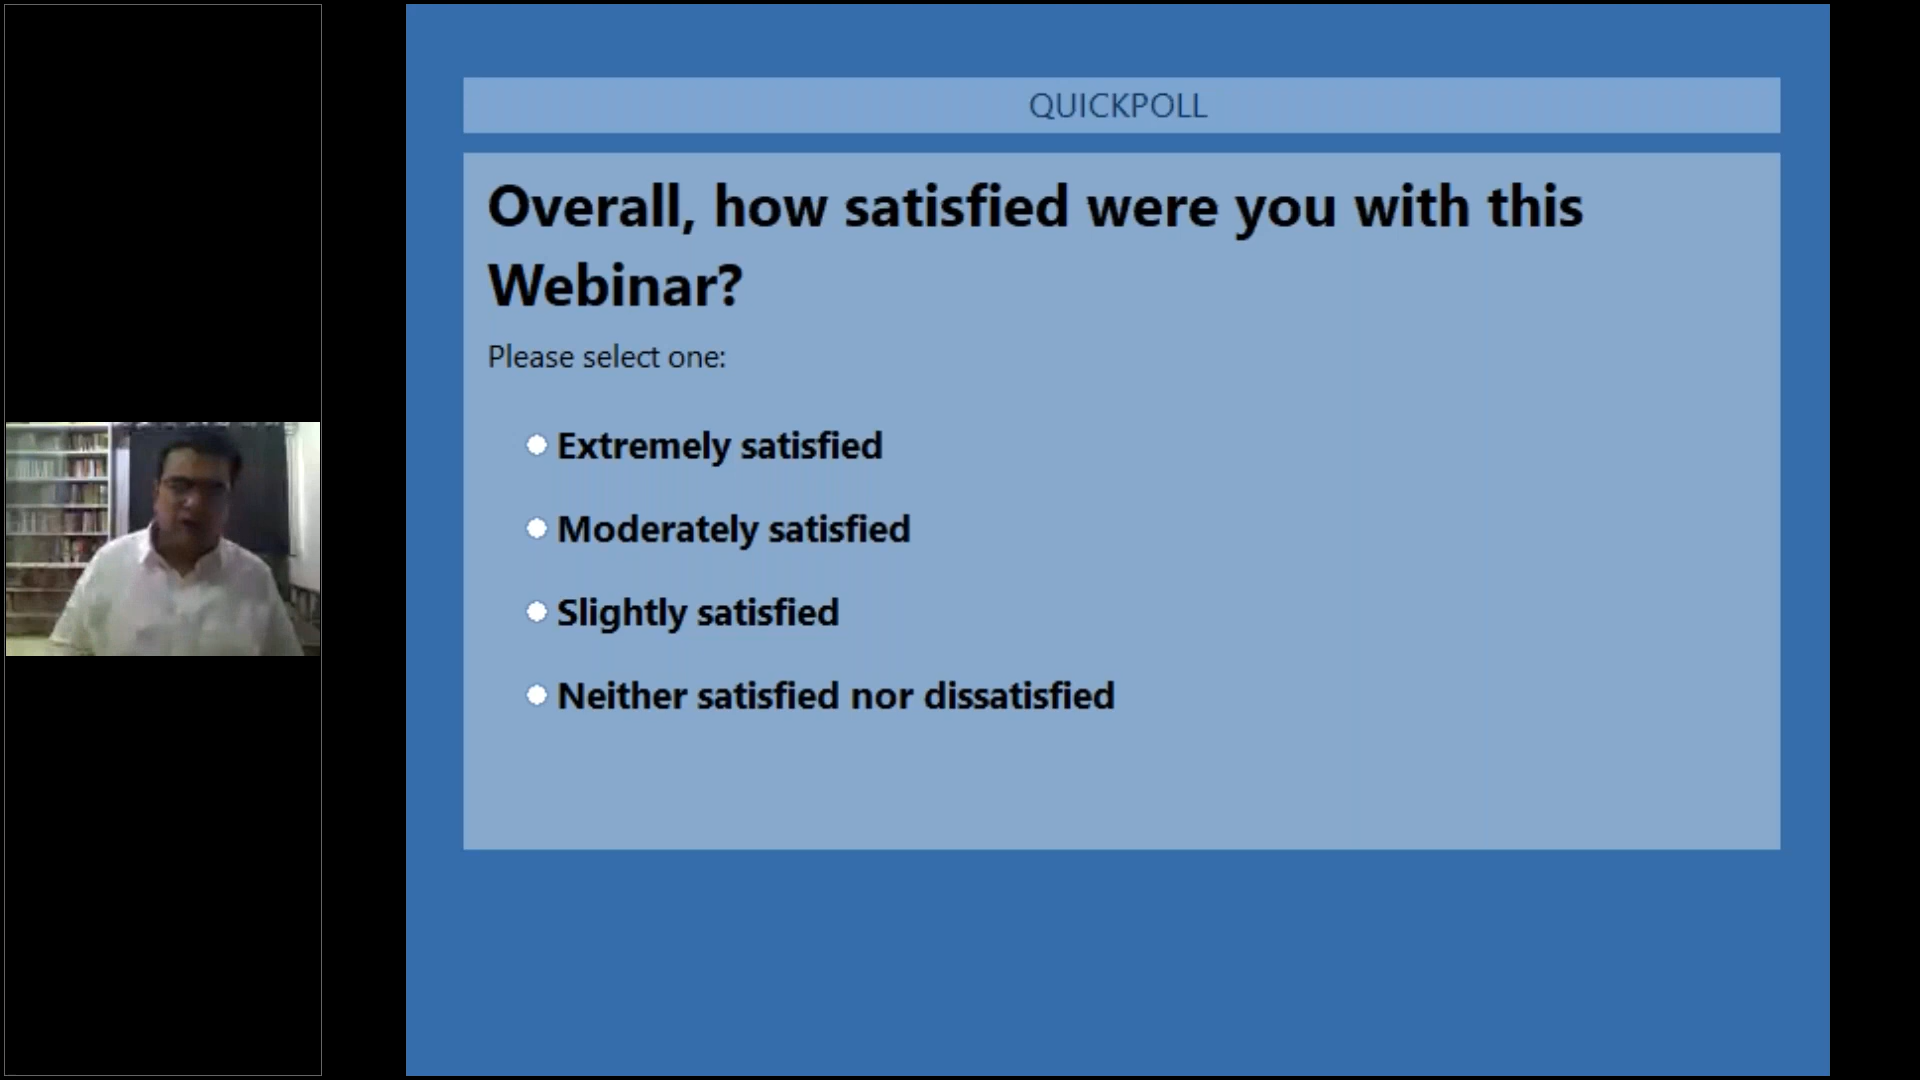 QUICKPOLL
Overall, how satisfied were you with this
Webinar?
Please select one:
Extremely satisfied
Moderately satisfied
Slightly satisfied
Neither satisfied nor dissatisfied